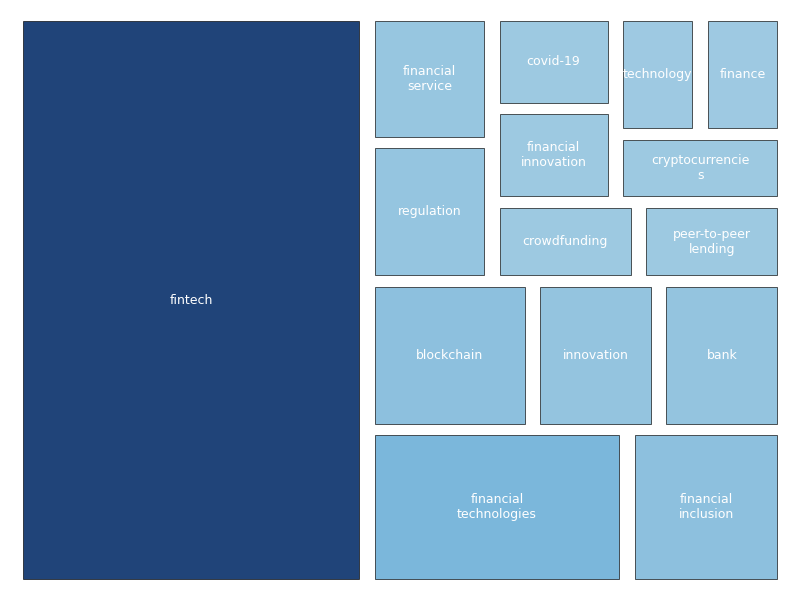 fintech
financial
service
covid-19
technology
finance
financial
innovation
cryptocurrencie
s
regulation
crowdfunding
peer-to-peer
lending
blockchain
innovation
bank
financial
technologies
financial
inclusion